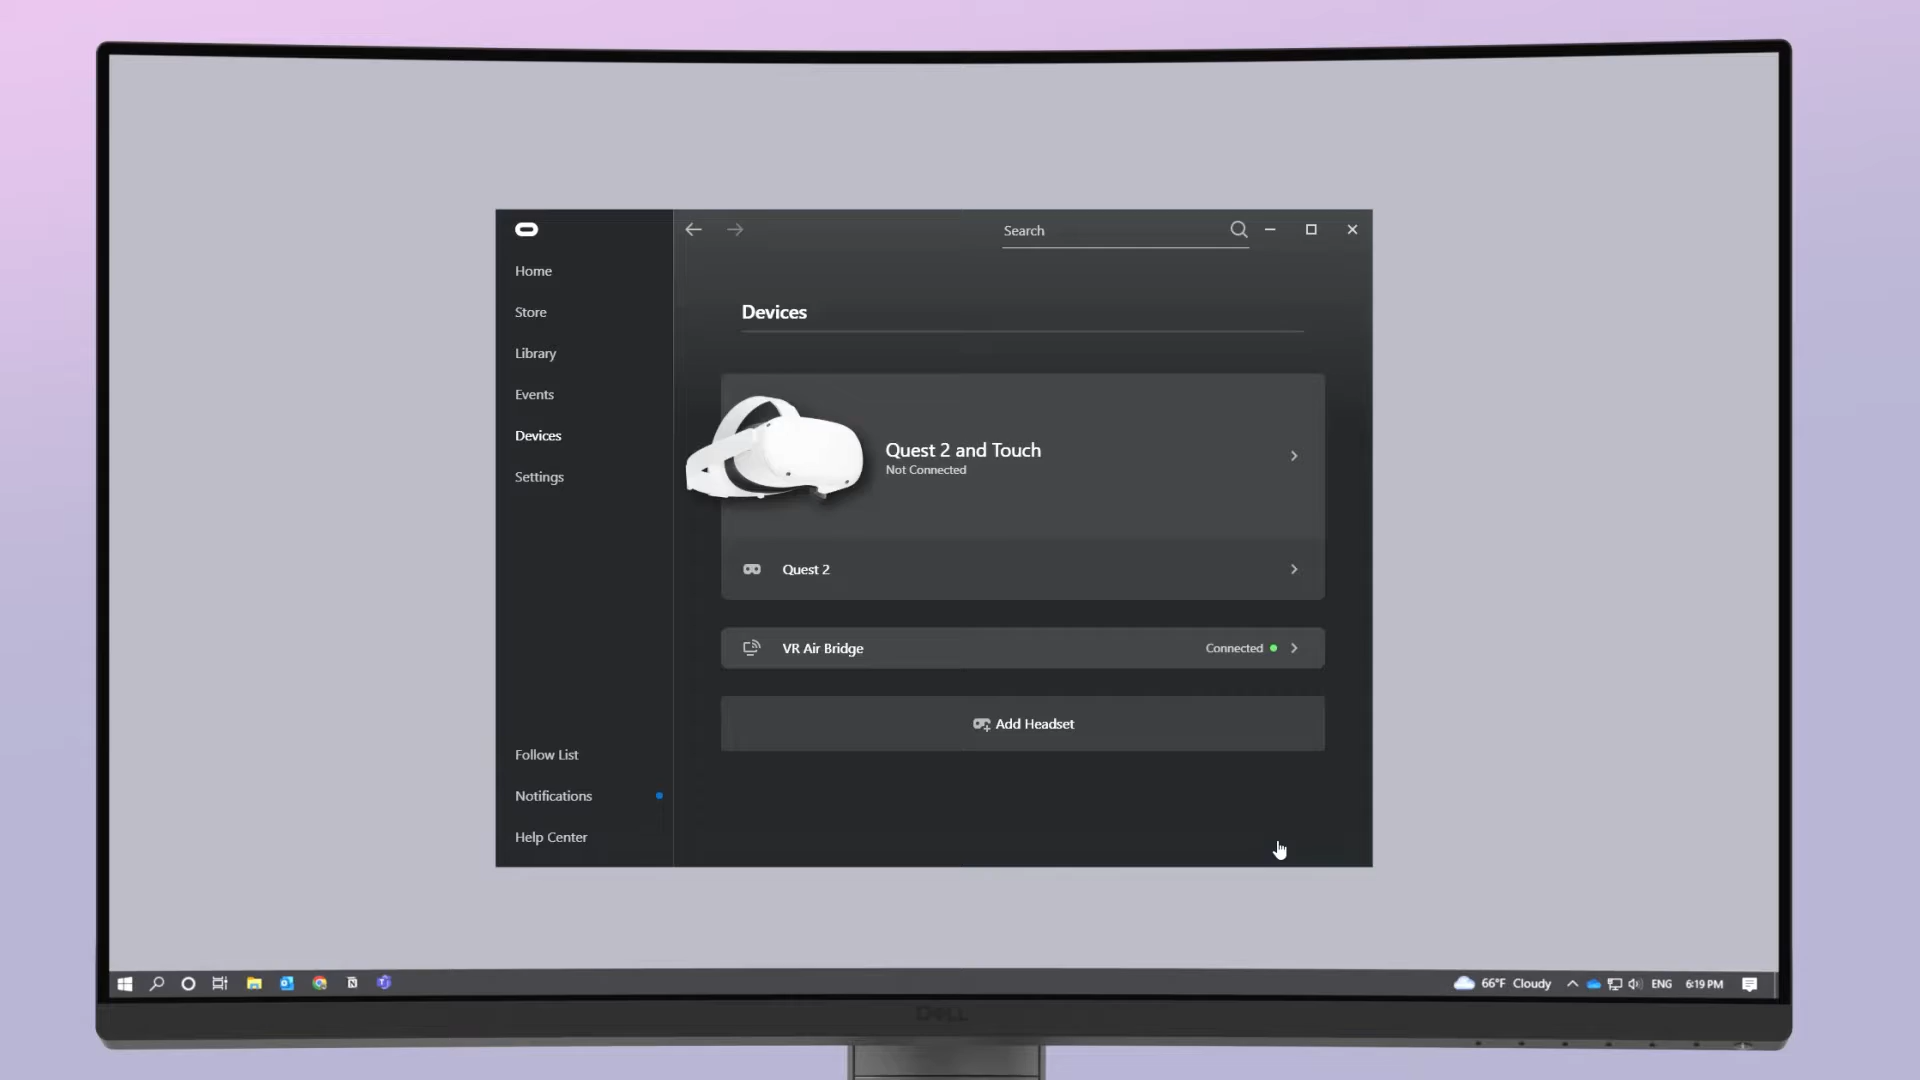 Search
Home
Store
Library
Events
Devices
Settings
Follow List
Notifications
Help Center
Devices
Quest 2 and Touch
Not Connected
Quest 2
VR Air Bridge
Connected
Add Headset
66°F Cloudy
ENG
6:19 PM
DELL